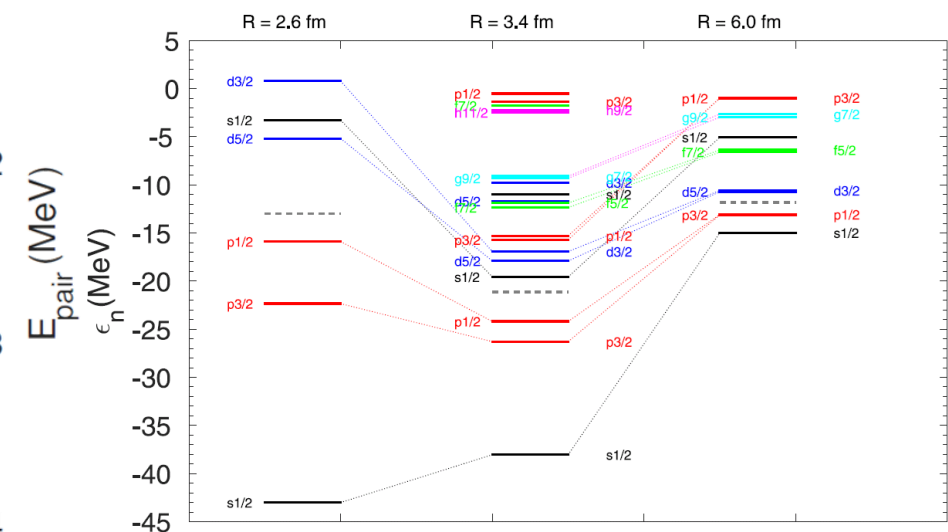 R = 2.6 fm R = 3.4 fm R = 6.0 fm
5
0
-5
-10
-15
-20
-25
-30
-35
-40
-45
E_pair (MeV)
ϵ_n(MeV)
d3/2
s1/2
d5/2
p1/2
p3/2
s1/2
p1/2 p3/2
f7/2
h11/2 h9/2
g9/2 g7/2
d3/2
s1/2
d5/2
f7/2 f5/2
p3/2 p1/2
d3/2
d5/2
s1/2
p1/2
p3/2
s1/2
p1/2 p3/2
g9/2 g7/2
s1/2
f7/2 f5/2
d5/2 d3/2
p3/2 p1/2
s1/2